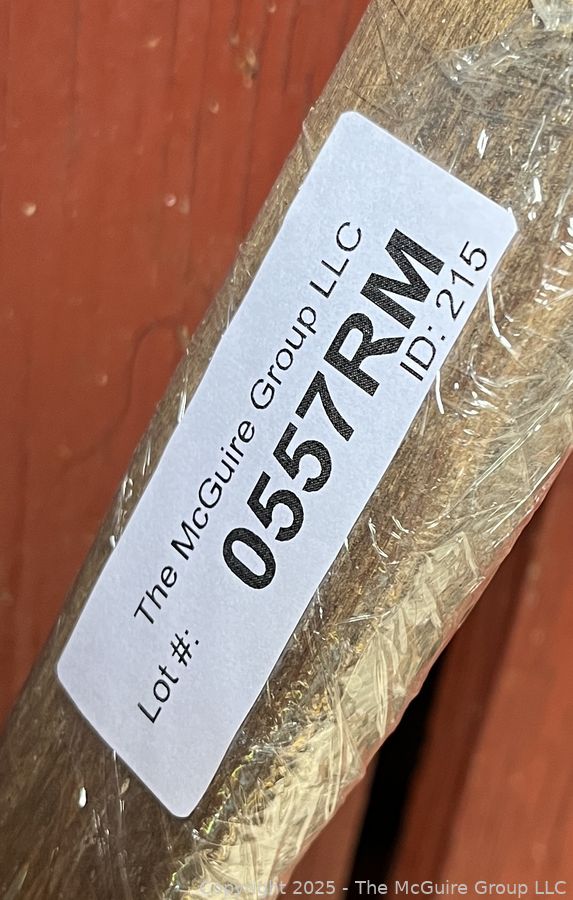 The McGuire Group LLC
Lot #:
0557RM
ID: 215
Copyright 2025 - The McGuire Group LLC